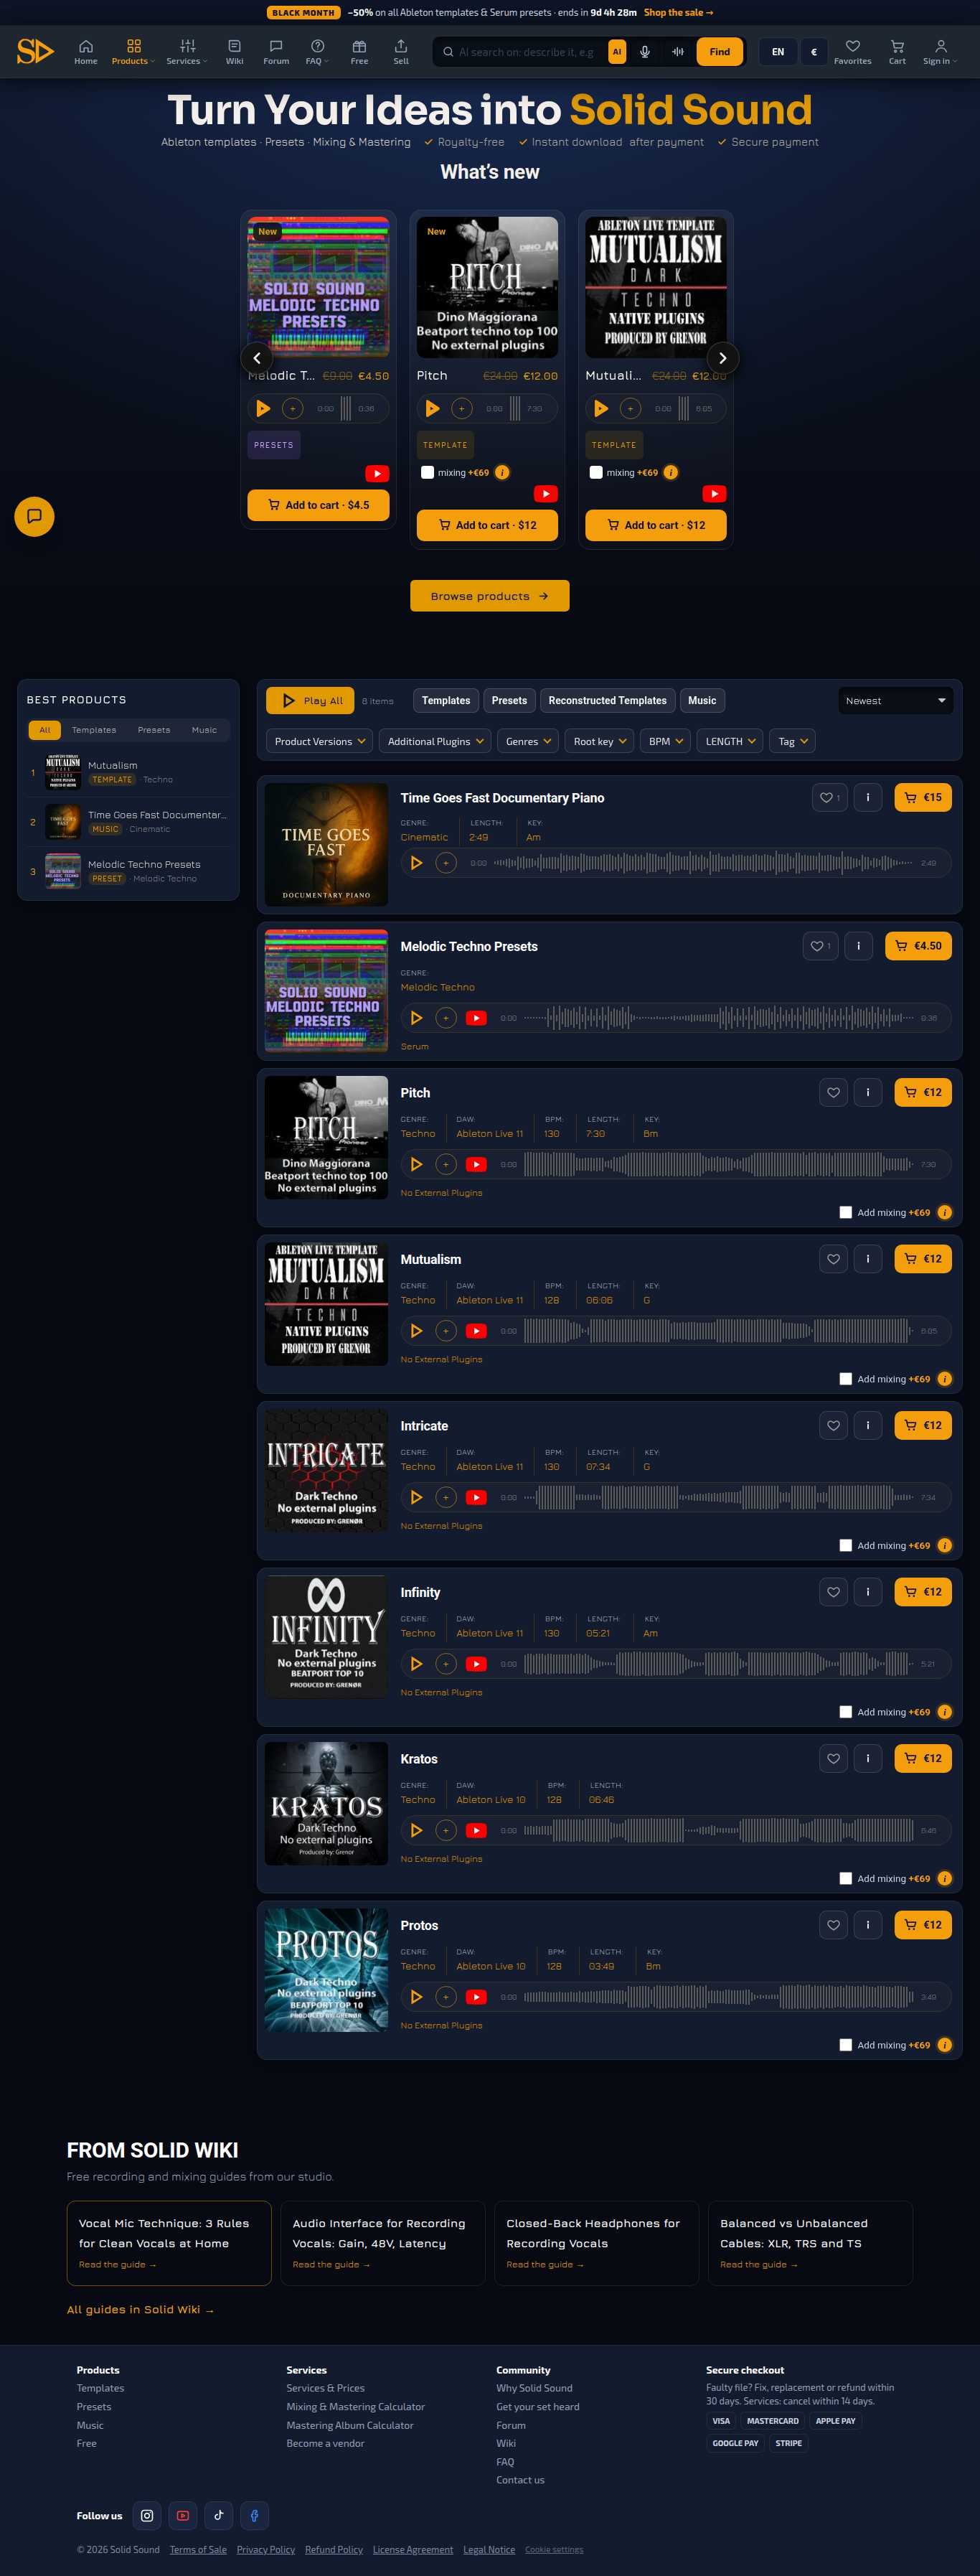 BLACK MONTH −50% on all Ableton templates & Serum presets · ends in 9d 4h 28m Shop the sale →
Home Products Services Wiki Forum FAQ Free Sell AI search on: describe it, e.g AI Find EN € Favorites Cart Sign in
Turn Your Ideas into Solid Sound
Ableton templates · Presets · Mixing & Mastering ✓ Royalty-free ✓ Instant download after payment ✓ Secure payment
What's new
New
SOLID SOUND
MELODIC TECHNO
PRESETS
Melodic T... €9.00 €4.50
0:00 0:36
PRESETS
Add to cart · $4.5
New
PITCH
Dino Maggiorana
Beatport techno top 100
No external plugins
Pitch €24.00 €12.00
0:00 7:30
TEMPLATE
mixing +€69 i
Add to cart · $12
ABLETON LIVE TEMPLATE
MUTUALISM
DARK
TECHNO
NATIVE PLUGINS
PRODUCED BY GRENOR
Mutuali... €24.00 €12.00
0:00 6:05
TEMPLATE
mixing +€69 i
Add to cart · $12
Browse products →
BEST PRODUCTS
All Templates Presets Music
1 Mutualism
TEMPLATE · Techno
2 Time Goes Fast Documentar...
MUSIC · Cinematic
3 Melodic Techno Presets
PRESET · Melodic Techno
Play All 8 items Templates Presets Reconstructed Templates Music Newest
Product Versions Additional Plugins Genres Root key BPM LENGTH Tag
TIME GOES
FAST
DOCUMENTARY PIANO
Time Goes Fast Documentary Piano 1 i €15
GENRE: LENGTH: KEY:
Cinematic 2:49 Am
0:00 2:49
SOLID SOUND
MELODIC TECHNO
PRESETS
Melodic Techno Presets 1 i €4.50
GENRE:
Melodic Techno
0:00 0:36
Serum
PITCH
Dino Maggiorana
Beatport techno top 100
No external plugins
Pitch i €12
GENRE: DAW: BPM: LENGTH: KEY:
Techno Ableton Live 11 130 7:30 Bm
0:00 7:30
No External Plugins
Add mixing +€69 i
ABLETON LIVE TEMPLATE
MUTUALISM
DARK
TECHNO
NATIVE PLUGINS
PRODUCED BY GRENOR
Mutualism i €12
GENRE: DAW: BPM: LENGTH: KEY:
Techno Ableton Live 11 128 06:06 G
0:00 6:05
No External Plugins
Add mixing +€69 i
INTRICATE
Dark Techno
No external plugins
PRODUCED BY: GRENØR
Intricate i €12
GENRE: DAW: BPM: LENGTH: KEY:
Techno Ableton Live 11 130 07:34 G
0:00 7:34
No External Plugins
Add mixing +€69 i
INFINITY
Dark Techno
No external plugins
BEATPORT TOP 10
PRODUCED BY: GRENØR
Infinity i €12
GENRE: DAW: BPM: LENGTH: KEY:
Techno Ableton Live 11 130 05:21 Am
0:00 5:21
No External Plugins
Add mixing +€69 i
KRATOS
Dark Techno
No external plugins
Produced by: Grenor
Kratos i €12
GENRE: DAW: BPM: LENGTH:
Techno Ableton Live 10 128 06:46
0:00 6:46
No External Plugins
Add mixing +€69 i
PROTOS
Dark Techno
No external plugins
BEATPORT TOP 10
PRODUCED BY: GRENØR
Protos i €12
GENRE: DAW: BPM: LENGTH: KEY:
Techno Ableton Live 10 128 03:49 Bm
0:00 3:49
No External Plugins
Add mixing +€69 i
FROM SOLID WIKI
Free recording and mixing guides from our studio.
Vocal Mic Technique: 3 Rules
for Clean Vocals at Home
Read the guide →
Audio Interface for Recording
Vocals: Gain, 48V, Latency
Read the guide →
Closed-Back Headphones for
Recording Vocals
Read the guide →
Balanced vs Unbalanced
Cables: XLR, TRS and TS
Read the guide →
All guides in Solid Wiki →
Products
Templates
Presets
Music
Free
Services
Services & Prices
Mixing & Mastering Calculator
Mastering Album Calculator
Become a vendor
Community
Why Solid Sound
Get your set heard
Forum
Wiki
FAQ
Contact us
Secure checkout
Faulty file? Fix, replacement or refund within
30 days. Services: cancel within 14 days.
VISA MASTERCARD APPLE PAY
GOOGLE PAY STRIPE
Follow us
© 2026 Solid Sound Terms of Sale Privacy Policy Refund Policy License Agreement Legal Notice Cookie settings